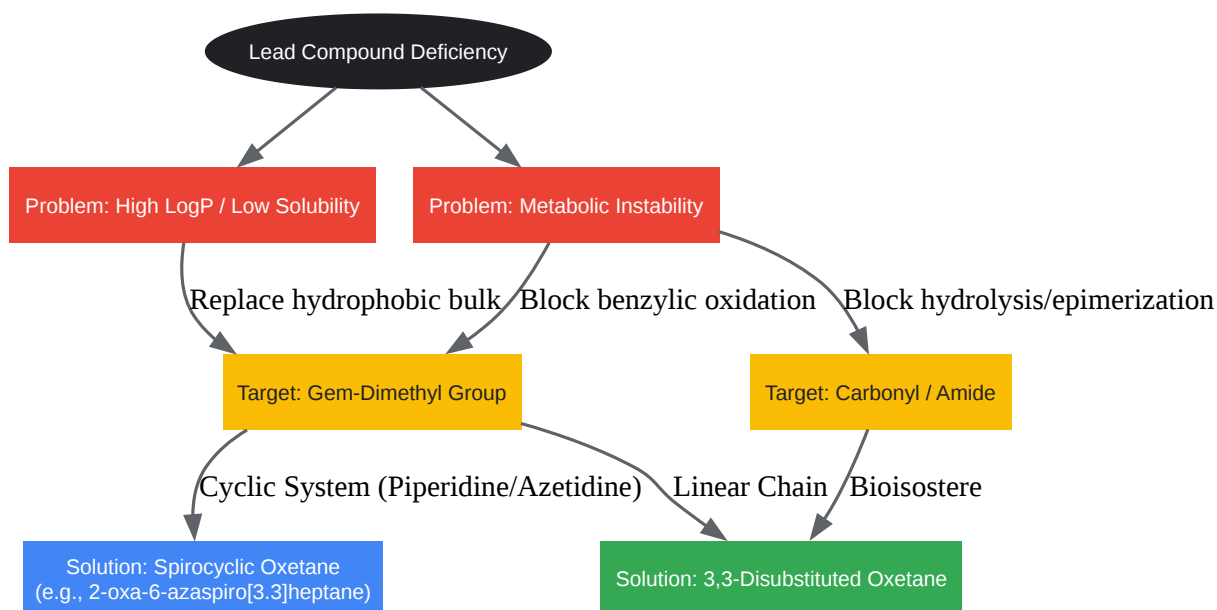 Lead Compound Deficiency
Problem: High LogP / Low Solubility
Problem: Metabolic Instability
Replace hydrophobic bulk
Block benzylic oxidation
Block hydrolysis/epimerization
Target: Gem-Dimethyl Group
Target: Carbonyl / Amide
Cyclic System (Piperidine/Azetidine)
Linear Chain
Bioisostere
Solution: Spirocyclic Oxetane
(e.g., 2-oxa-6-azaspiro[3.3]heptane)
Solution: 3,3-Disubstituted Oxetane